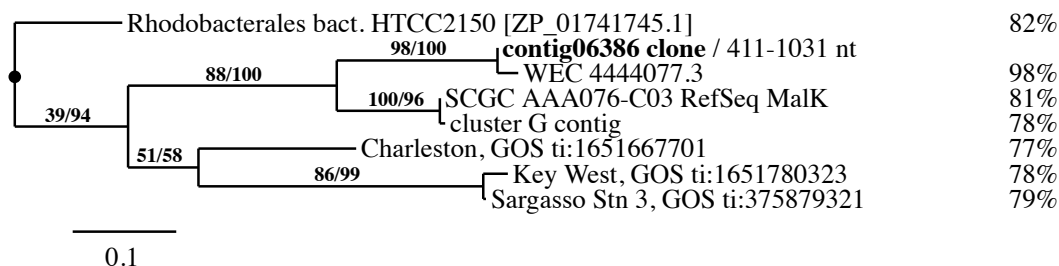 Rhodobacterales bact. HTCC2150 [ZP_01741745.1] 82%
98/100 contig06386 clone / 411-1031 nt
88/100 WEC 4444077.3 98%
100/96 SCGC AAA076-C03 RefSeq MalK 81%
39/94 cluster G contig 78%
51/58 Charleston, GOS ti:1651667701 77%
86/99 Key West, GOS ti:1651780323 78%
Sargasso Stn 3, GOS ti:375879321 79%
0.1